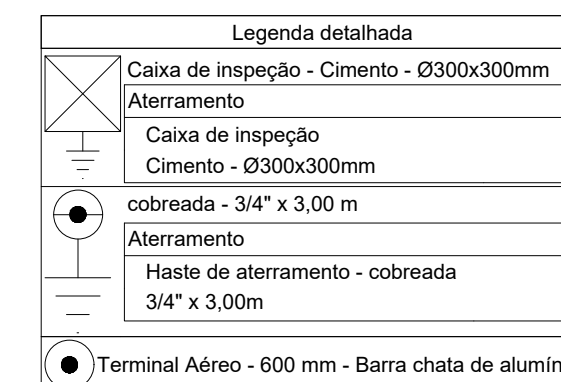 Legenda detalhada
Caixa de inspeção - Cimento - Ø300x300mm
Aterramento
Caixa de inspeção
Cimento - Ø300x300mm
cobreada - 3/4" x 3,00 m
Aterramento
Haste de aterramento - cobreada
3/4" x 3,00m
Terminal Aéreo - 600 mm - Barra chata de alumín